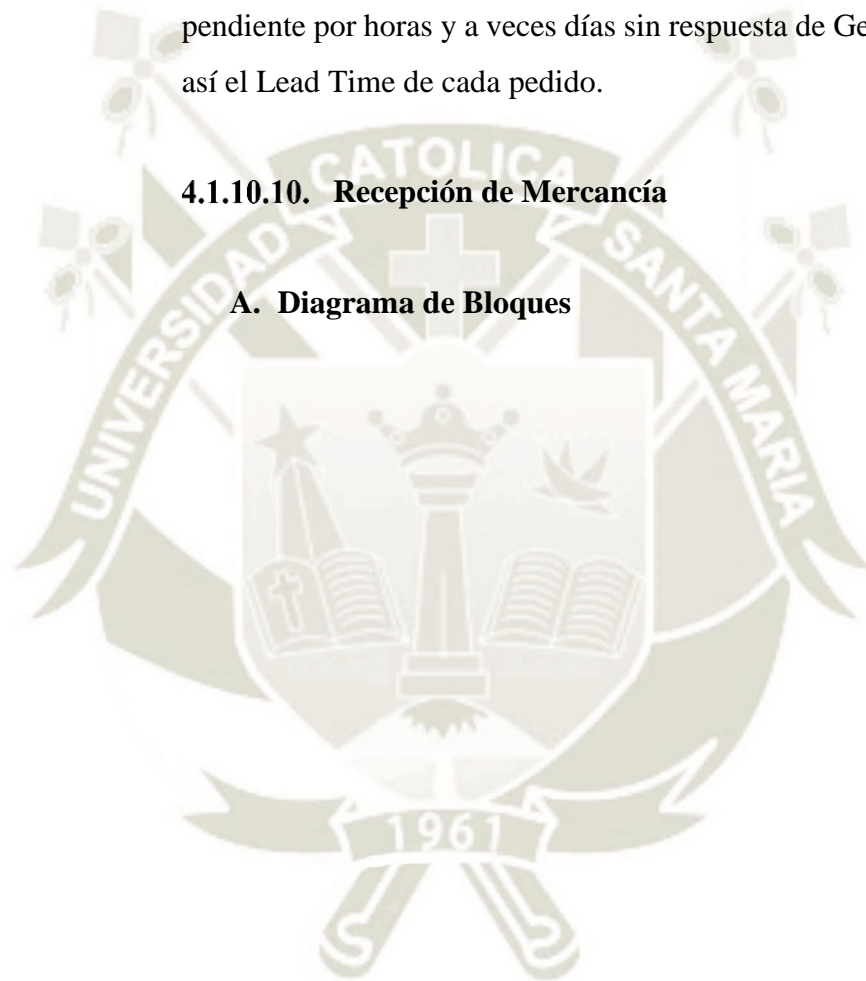 pendiente por horas y a veces días sin respuesta de Ge
así el Lead Time de cada pedido.
4.1.10.10. Recepción de Mercancía
A. Diagrama de Bloques
UNIVERSIDAD CATOLICA SANTA MARIA
1961